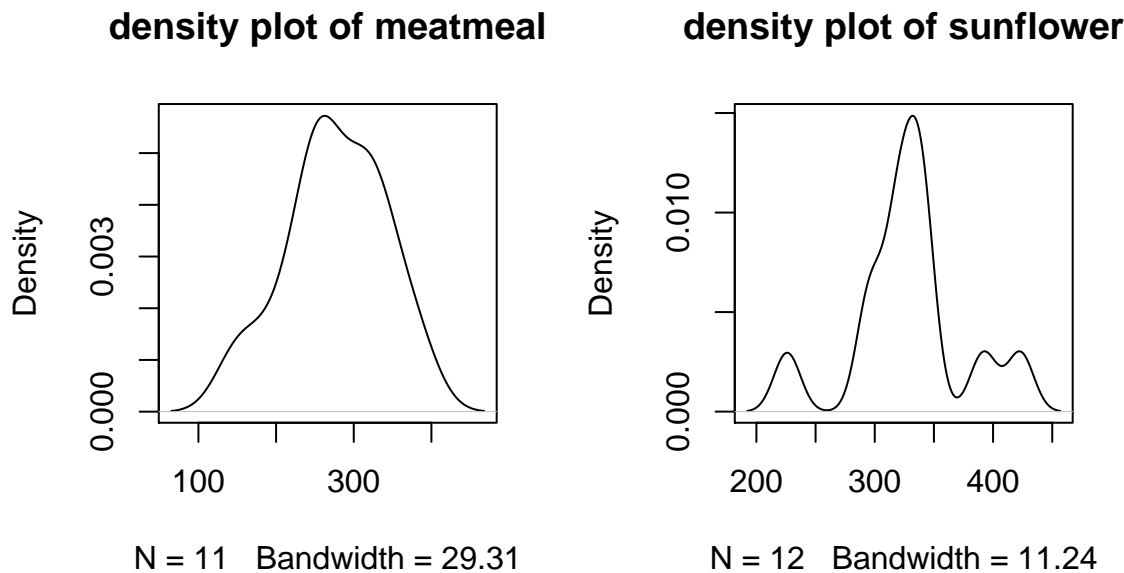 density plot of meatmeal
Density
0.000
0.003
100
300
N = 11 Bandwidth = 29.31
density plot of sunflower
Density
0.000
0.010
200
300
400
N = 12 Bandwidth = 11.24